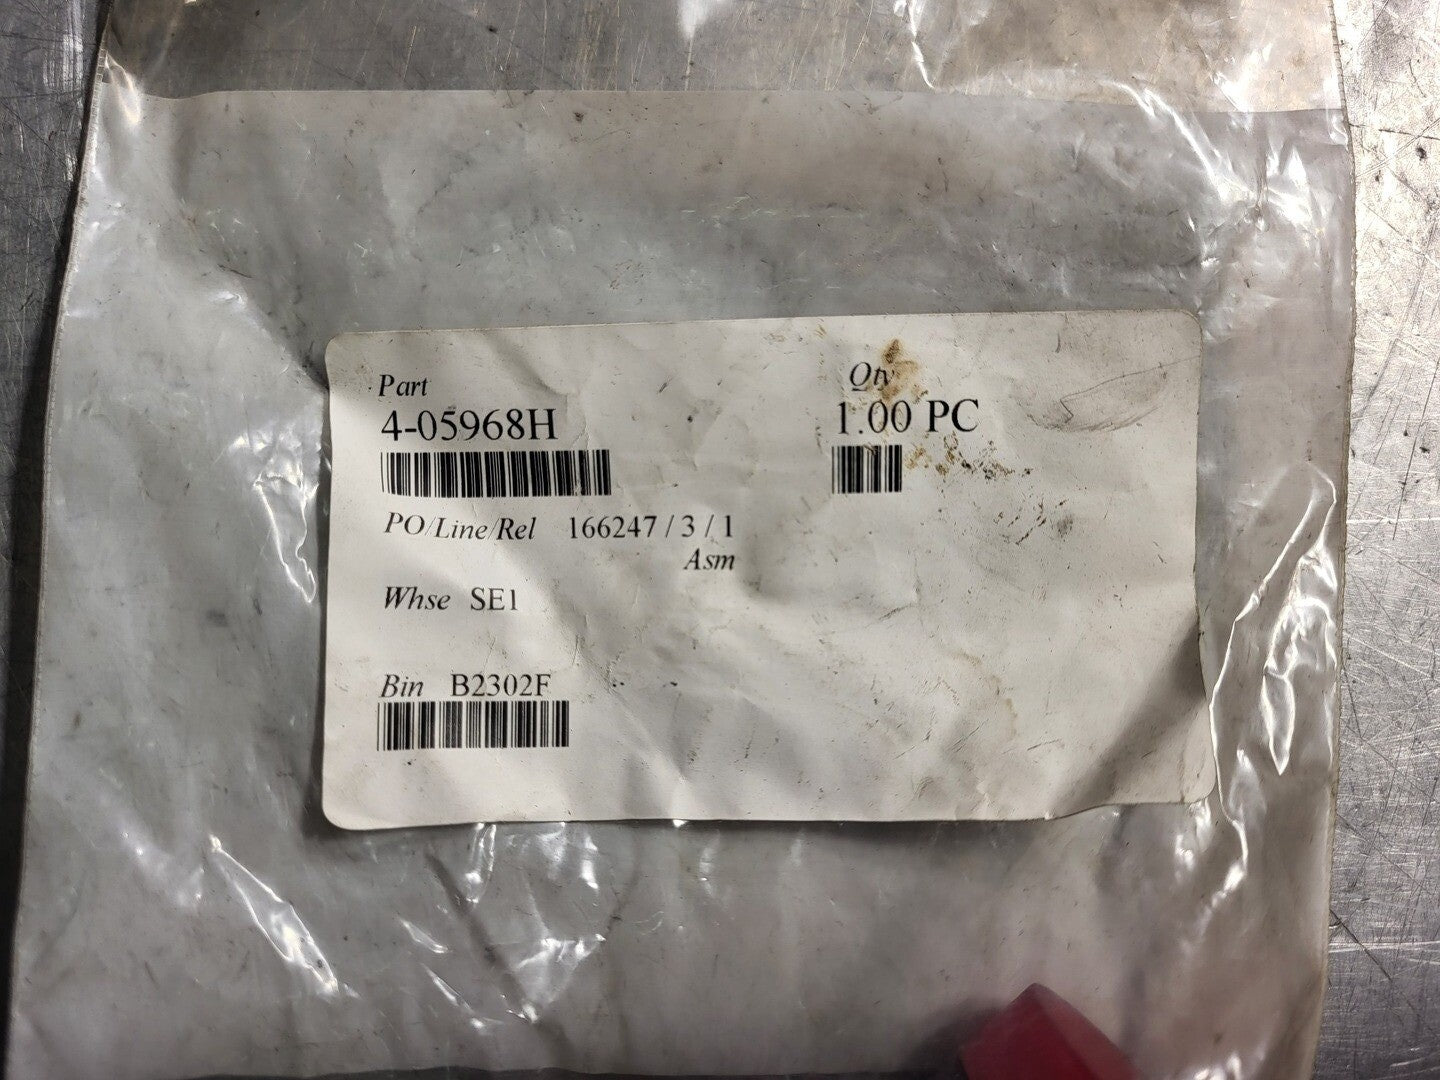 Part
4-05968H
Qty
1.00 PC
PO/Line/Rel 166247 / 3 / 1
Asm
Whse SE1
Bin B2302F